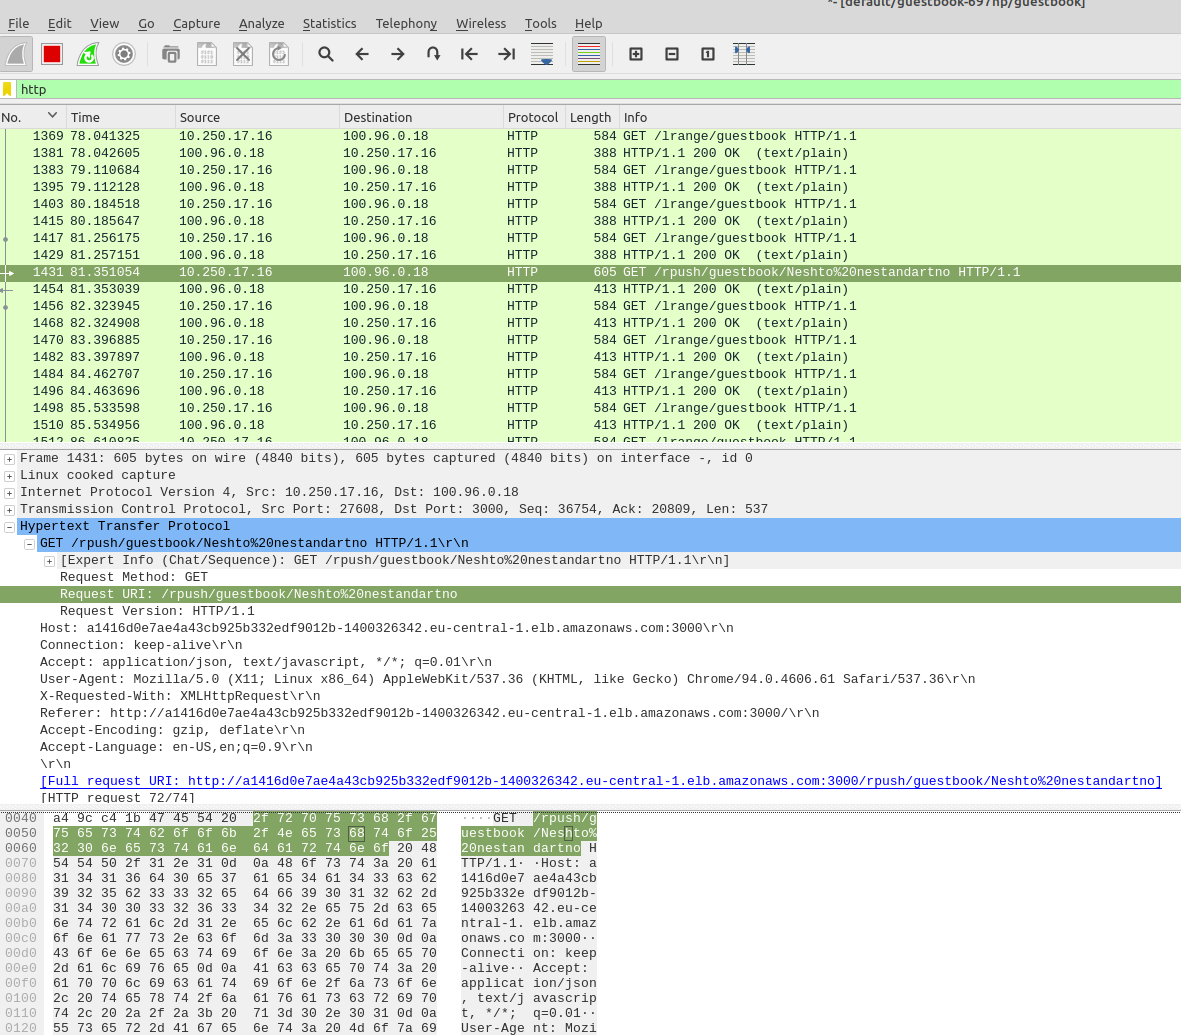 *- [default/guestbook-697np/guestbook]
File Edit View Go Capture Analyze Statistics Telephony Wireless Tools Help
http
No. Time Source Destination Protocol Length Info
1369 78.041325 10.250.17.16 100.96.0.18 HTTP 584 GET /lrange/guestbook HTTP/1.1
1381 78.042605 100.96.0.18 10.250.17.16 HTTP 388 HTTP/1.1 200 OK (text/plain)
1383 79.110684 10.250.17.16 100.96.0.18 HTTP 584 GET /lrange/guestbook HTTP/1.1
1395 79.112128 100.96.0.18 10.250.17.16 HTTP 388 HTTP/1.1 200 OK (text/plain)
1403 80.184518 10.250.17.16 100.96.0.18 HTTP 584 GET /lrange/guestbook HTTP/1.1
1415 80.185647 100.96.0.18 10.250.17.16 HTTP 388 HTTP/1.1 200 OK (text/plain)
1417 81.256175 10.250.17.16 100.96.0.18 HTTP 584 GET /lrange/guestbook HTTP/1.1
1429 81.257151 100.96.0.18 10.250.17.16 HTTP 388 HTTP/1.1 200 OK (text/plain)
1431 81.351054 10.250.17.16 100.96.0.18 HTTP 605 GET /rpush/guestbook/Neshto%20nestandartno HTTP/1.1
1454 81.353039 100.96.0.18 10.250.17.16 HTTP 413 HTTP/1.1 200 OK (text/plain)
1456 82.323945 10.250.17.16 100.96.0.18 HTTP 584 GET /lrange/guestbook HTTP/1.1
1468 82.324908 100.96.0.18 10.250.17.16 HTTP 413 HTTP/1.1 200 OK (text/plain)
1470 83.396885 10.250.17.16 100.96.0.18 HTTP 584 GET /lrange/guestbook HTTP/1.1
1482 83.397897 100.96.0.18 10.250.17.16 HTTP 413 HTTP/1.1 200 OK (text/plain)
1484 84.462707 10.250.17.16 100.96.0.18 HTTP 584 GET /lrange/guestbook HTTP/1.1
1496 84.463696 100.96.0.18 10.250.17.16 HTTP 413 HTTP/1.1 200 OK (text/plain)
1498 85.533598 10.250.17.16 100.96.0.18 HTTP 584 GET /lrange/guestbook HTTP/1.1
1510 85.534956 100.96.0.18 10.250.17.16 HTTP 413 HTTP/1.1 200 OK (text/plain)
1512 86.610825 10.250.17.16 100.96.0.18 HTTP 584 GET /lrange/guestbook HTTP/1.1
Frame 1431: 605 bytes on wire (4840 bits), 605 bytes captured (4840 bits) on interface -, id 0
Linux cooked capture
Internet Protocol Version 4, Src: 10.250.17.16, Dst: 100.96.0.18
Transmission Control Protocol, Src Port: 27608, Dst Port: 3000, Seq: 36754, Ack: 20809, Len: 537
Hypertext Transfer Protocol
GET /rpush/guestbook/Neshto%20nestandartno HTTP/1.1\r\n
[Expert Info (Chat/Sequence): GET /rpush/guestbook/Neshto%20nestandartno HTTP/1.1\r\n]
Request Method: GET
Request URI: /rpush/guestbook/Neshto%20nestandartno
Request Version: HTTP/1.1
Host: a1416d0e7ae4a43cb925b332edf9012b-1400326342.eu-central-1.elb.amazonaws.com:3000\r\n
Connection: keep-alive\r\n
Accept: application/json, text/javascript, */*; q=0.01\r\n
User-Agent: Mozilla/5.0 (X11; Linux x86_64) AppleWebKit/537.36 (KHTML, like Gecko) Chrome/94.0.4606.61 Safari/537.36\r\n
X-Requested-With: XMLHttpRequest\r\n
Referer: http://a1416d0e7ae4a43cb925b332edf9012b-1400326342.eu-central-1.elb.amazonaws.com:3000/\r\n
Accept-Encoding: gzip, deflate\r\n
Accept-Language: en-US,en;q=0.9\r\n
\r\n
[Full request URI: http://a1416d0e7ae4a43cb925b332edf9012b-1400326342.eu-central-1.elb.amazonaws.com:3000/rpush/guestbook/Neshto%20nestandartno]
[HTTP request 72/74]
0040 a4 9c c4 1b 47 45 54 20 2f 72 70 75 73 68 2f 67 ····GET /rpush/g
0050 75 65 73 74 62 6f 6f 6b 2f 4e 65 73 68 74 6f 25 uestbook /Neshto%
0060 32 30 6e 65 73 74 61 6e 64 61 72 74 6e 6f 20 48 20nestan dartno H
0070 54 54 50 2f 31 2e 31 0d 0a 48 6f 73 74 3a 20 61 TTP/1.1· ·Host: a
0080 31 34 31 36 64 30 65 37 61 65 34 61 34 33 63 62 1416d0e7 ae4a43cb
0090 39 32 35 62 33 33 32 65 64 66 39 30 31 32 62 2d 925b332e df9012b-
00a0 31 34 30 30 33 32 36 33 34 32 2e 65 75 2d 63 65 14003263 42.eu-ce
00b0 6e 74 72 61 6c 2d 31 2e 65 6c 62 2e 61 6d 61 7a ntral-1. elb.amaz
00c0 6f 6e 61 77 73 2e 63 6f 6d 3a 33 30 30 30 0d 0a onaws.co m:3000··
00d0 43 6f 6e 6e 65 63 74 69 6f 6e 3a 20 6b 65 65 70 Connecti on: keep
00e0 2d 61 6c 69 76 65 0d 0a 41 63 63 65 70 74 3a 20 -alive·· Accept:
00f0 61 70 70 6c 69 63 61 74 69 6f 6e 2f 6a 73 6f 6e applicat ion/json
0100 2c 20 74 65 78 74 2f 6a 61 76 61 73 63 72 69 70 , text/j avascrip
0110 74 2c 20 2a 2f 2a 3b 20 71 3d 30 2e 30 31 0d 0a t, */*; q=0.01··
0120 55 73 65 72 2d 41 67 65 6e 74 3a 20 4d 6f 7a 69 User-Age nt: Mozi